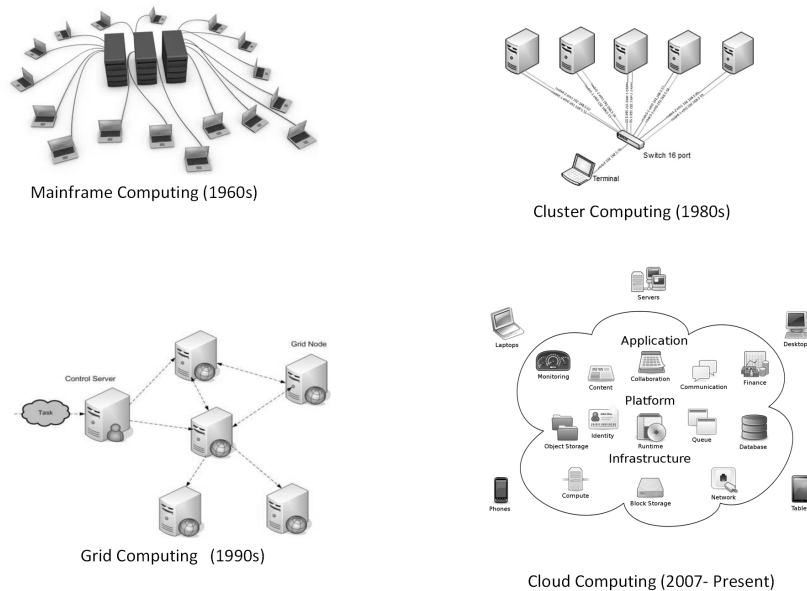 Mainframe Computing (1960s)
Switch 16 port
Terminal
Cluster Computing (1980s)
Grid Node
Control Server
Task
Grid Computing (1990s)
Servers
Laptops
Desktop
Application
Monitoring
Content
Collaboration
Communication
Finance
Platform
Object Storage
Identity
Runtime
Queue
Database
Infrastructure
Compute
Block Storage
Network
Phones
Table
Cloud Computing (2007- Present)